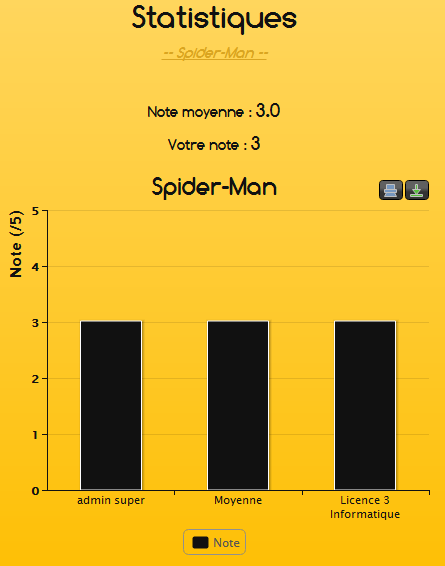 Statistiques
-- Spider-Man --
Note moyenne : 3.0
Votre note : 3
Spider-Man
Note (/5)
5
4
3
2
1
0
admin super
Moyenne
Licence 3
Informatique
Note